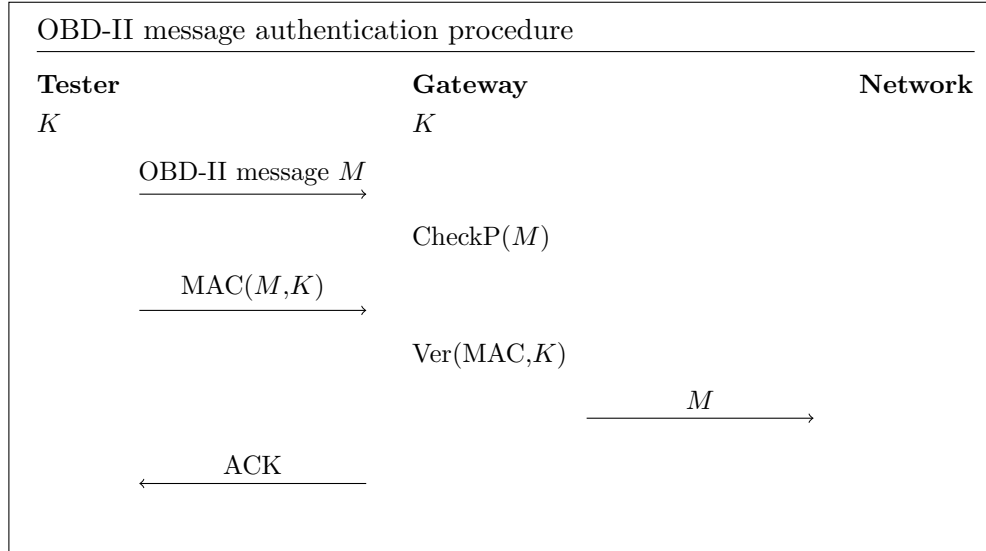 OBD-II message authentication procedure
Tester Gateway Network
K K
OBD-II message M
CheckP(M)
MAC(M,K)
Ver(MAC,K)
M
ACK